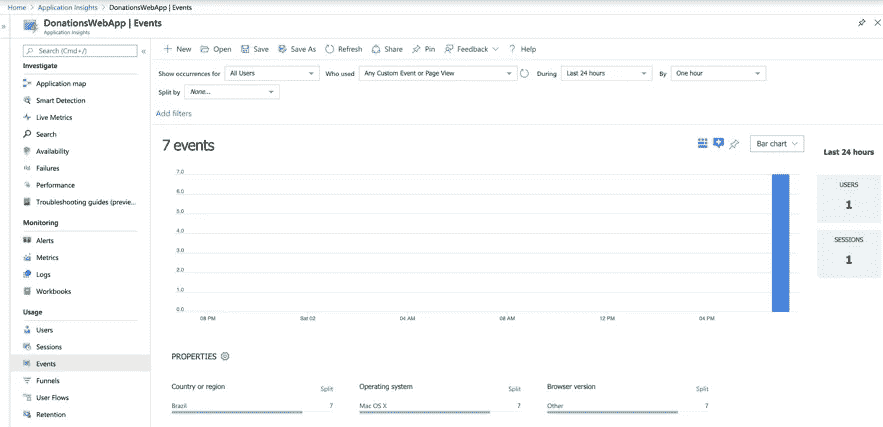 Home > Application Insights > DonationsWebApp | Events
DonationsWebApp | Events
Application Insights
Search (Cmd+/)
Investigate
Application map
Smart Detection
Live Metrics
Search
Availability
Failures
Performance
Troubleshooting guides (previe...
Monitoring
Alerts
Metrics
Logs
Workbooks
Usage
Users
Sessions
Events
Funnels
User Flows
Retention
New Open Save Save As Refresh Share Pin Feedback Help
Show occurrences for All Users Who used Any Custom Event or Page View During Last 24 hours By One hour
Split by None...
Add filters
7 events
Bar chart
7.0
6.0
5.0
4.0
3.0
2.0
1.0
0.0
08 PM Sat 02 04 AM 08 AM 12 PM 04 PM
Last 24 hours
USERS
1
SESSIONS
1
PROPERTIES
Country or region Split Operating system Split Browser version Split
Brazil 7 Mac OS X 7 Other 7